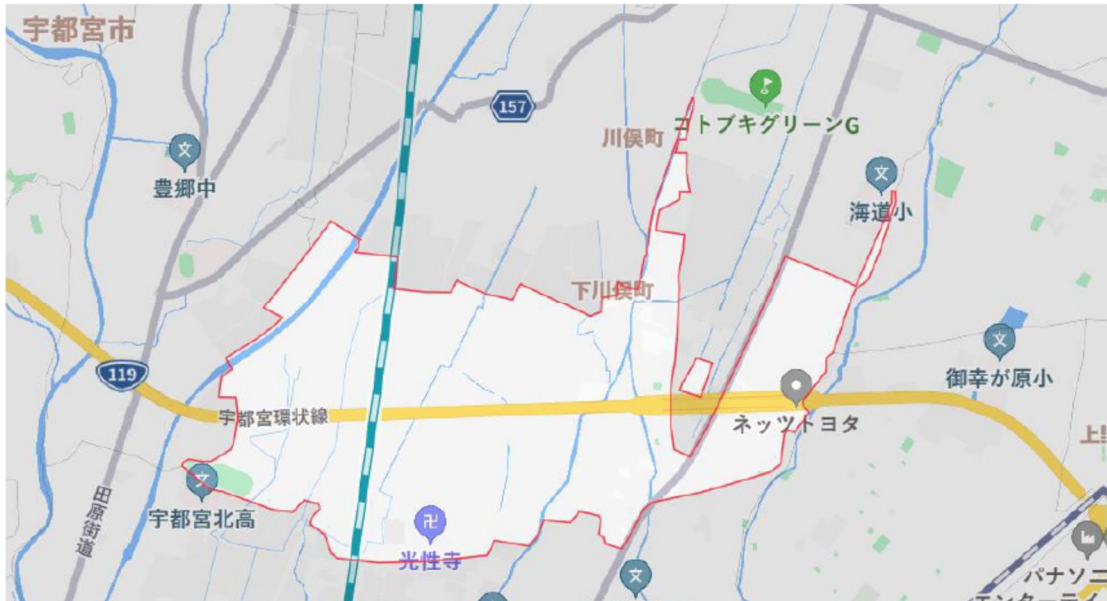 宇都宮市
157
コトブキグリーンG
川俣町
豊郷中
海道小
下川俣町
119
御幸が原小
宇都宮環状線
ネッツトヨタ
田原街道
宇都宮北高
光性寺
パナソニ